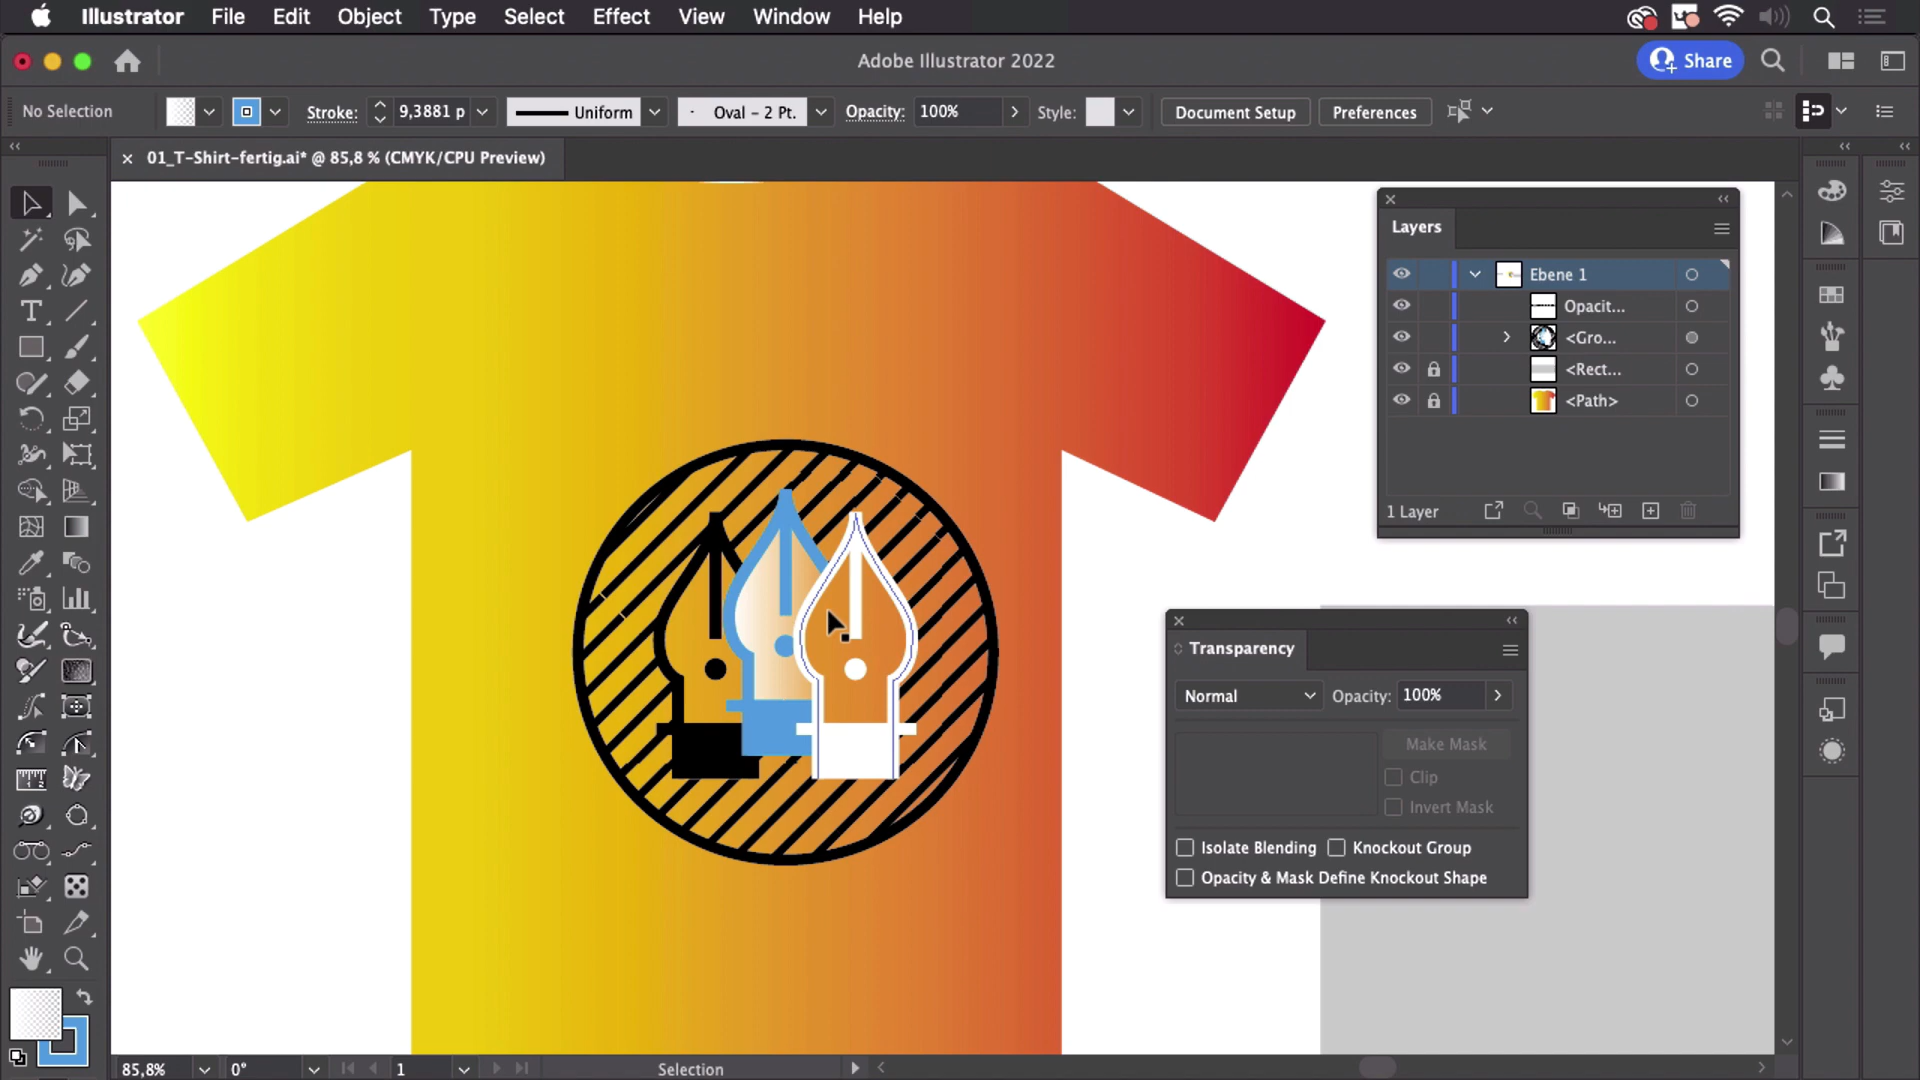 Illustrator File Edit Object Type Select Effect View Window Help
Adobe Illustrator 2022
Share
No Selection
Stroke: 9,3881 p
Uniform
Oval - 2 Pt.
Opacity: 100%
Style:
Document Setup
Preferences
01_T-Shirt-fertig.ai* @ 85,8 % (CMYK/CPU Preview)
Layers
Ebene 1
Opacit...
<Gro...
<Rect...
<Path>
1 Layer
Transparency
Normal
Opacity: 100%
Make Mask
Clip
Invert Mask
Isolate Blending
Knockout Group
Opacity & Mask Define Knockout Shape
85,8%
0°
1
Selection